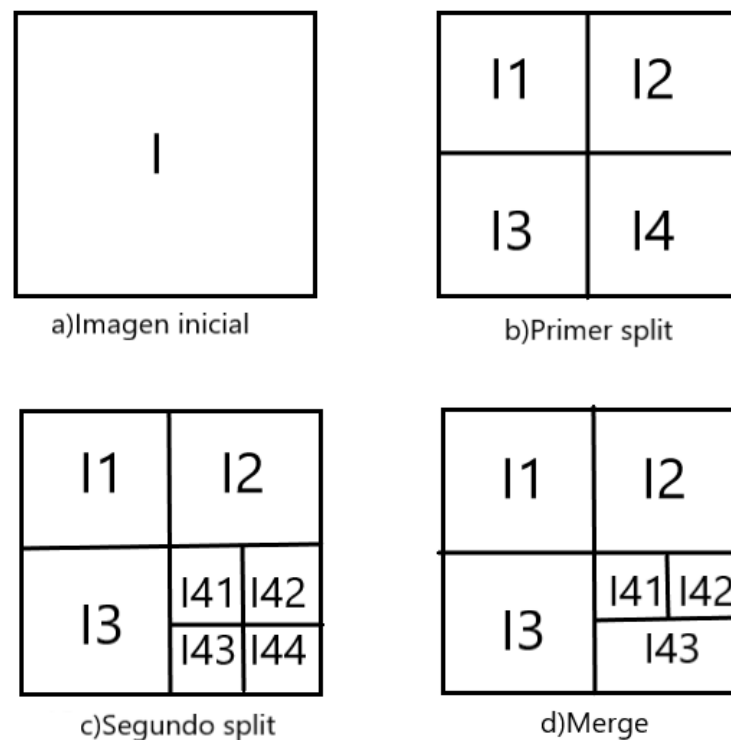 I
a)Imagen inicial
I1 I2
I3 I4
b)Primer split
I1 I2
I41 I42
I3
I43 I44
c)Segundo split
I1 I2
I41 I42
I3
I43
d)Merge